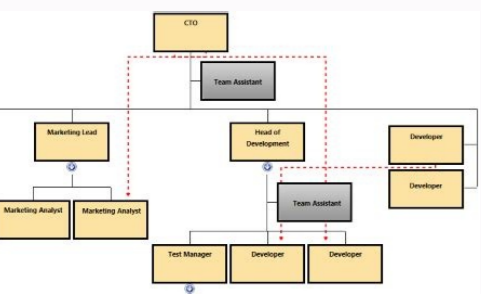 CTO
Team Assistant
Marketing Lead
Head of
Development
Developer
Developer
Marketing Analyst
Marketing Analyst
Team Assistant
Test Manager
Developer
Developer